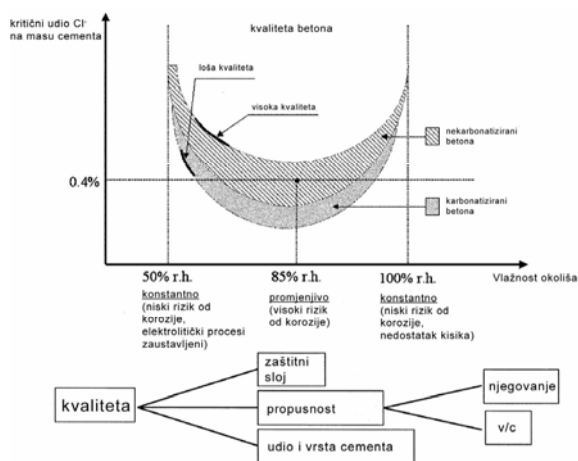 kritični udio Cl⁻
na masu cementa
kvaliteta betona
loša kvaliteta
visoka kvaliteta
nekarbonatizirani
betona
karbonatizirani
betona
0.4%
50% r.h.
85% r.h.
100% r.h.
Vlažnost okoliša
konstantno
(niski rizik od
korozije,
elektrolitički procesi
zaustavljeni)
promjenjivo
(visoki rizik
od korozije)
konstantno
(niski rizik od
korozije,
nedostatak kisika)
kvaliteta
zaštitni
sloj
propusnost
udio i vrsta cementa
njegovanje
v/c